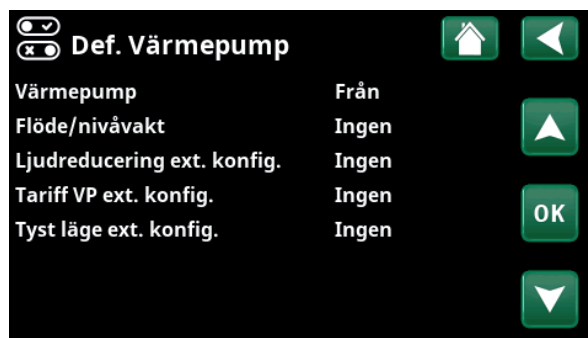 Def. Värmepump
Värmepump Från
Flöde/nivåvakt Ingen
Ljudreducering ext. konfig. Ingen
Tariff VP ext. konfig. Ingen
OK
Tyst läge ext. konfig. Ingen